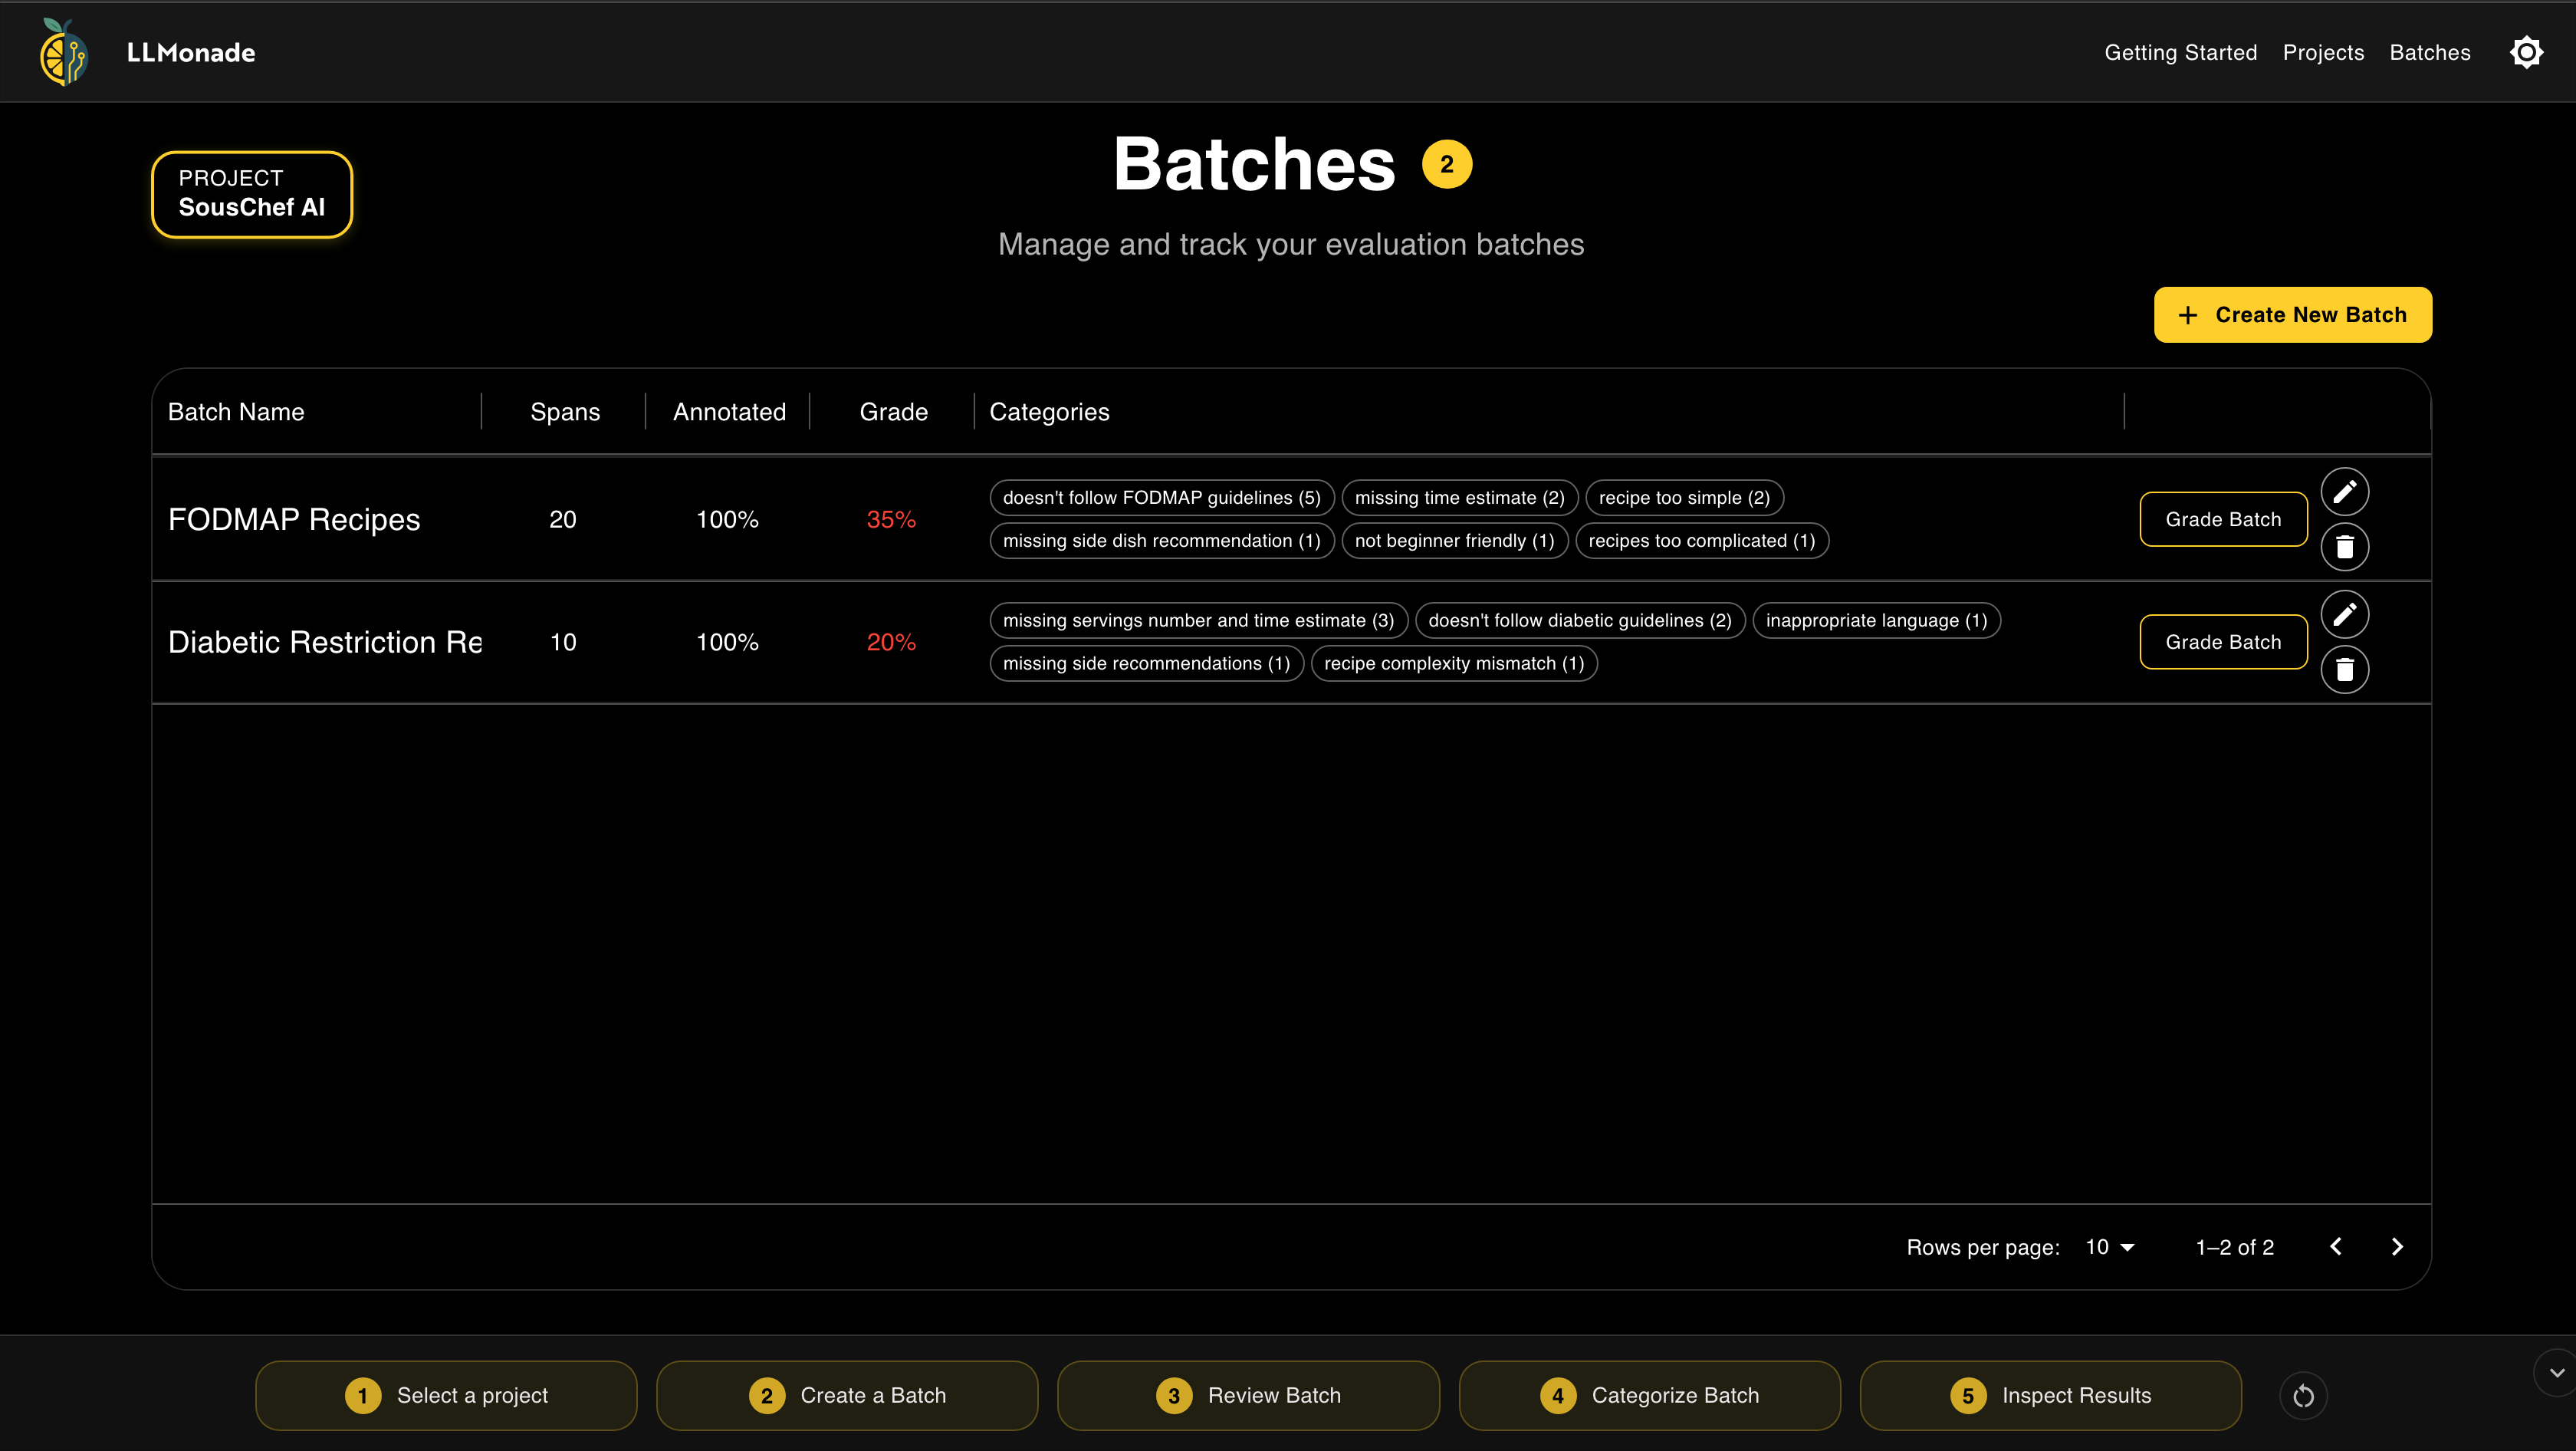 LLMonade
Getting Started Projects Batches
PROJECT
SousChef AI
Batches 2
Manage and track your evaluation batches
+ Create New Batch
Batch Name Spans Annotated Grade Categories
FODMAP Recipes 20 100% 35%
doesn't follow FODMAP guidelines (5) missing time estimate (2) recipe too simple (2)
missing side dish recommendation (1) not beginner friendly (1) recipes too complicated (1)
Grade Batch
Diabetic Restriction Re 10 100% 20%
missing servings number and time estimate (3) doesn't follow diabetic guidelines (2) inappropriate language (1)
missing side recommendations (1) recipe complexity mismatch (1)
Grade Batch
Rows per page: 10 1–2 of 2
1 Select a project 2 Create a Batch 3 Review Batch 4 Categorize Batch 5 Inspect Results